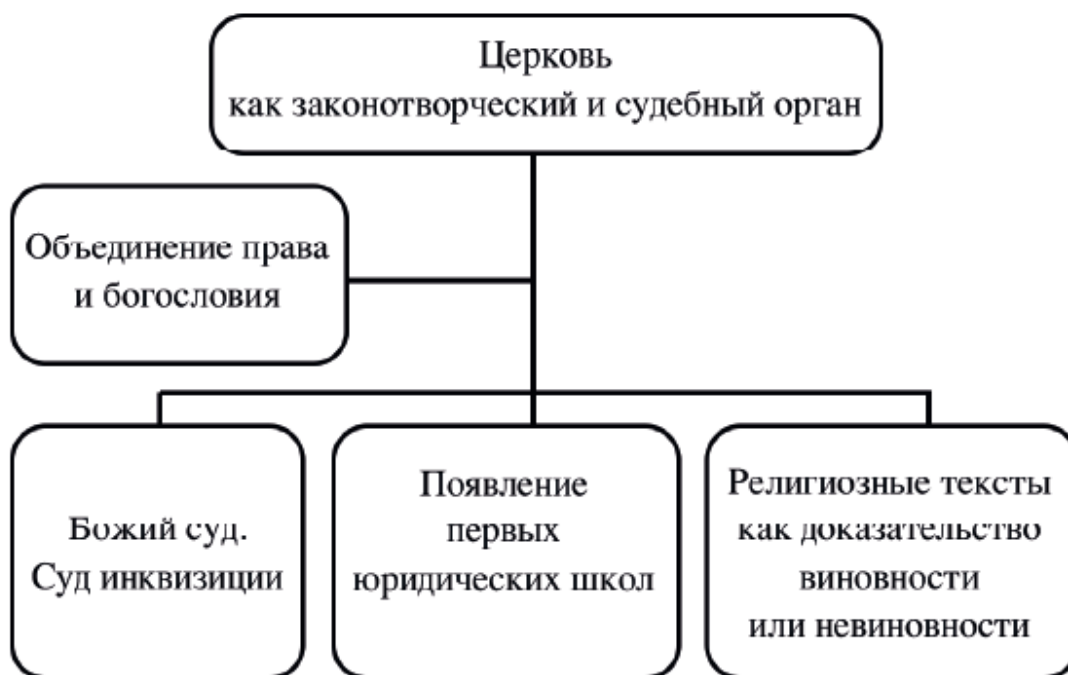 Церковь
как законотворческий и судебный орган
Объединение права
и богословия
Божий суд.
Суд инквизиции
Появление
первых
юридических школ
Религиозные тексты
как доказательство
виновности
или невиновности